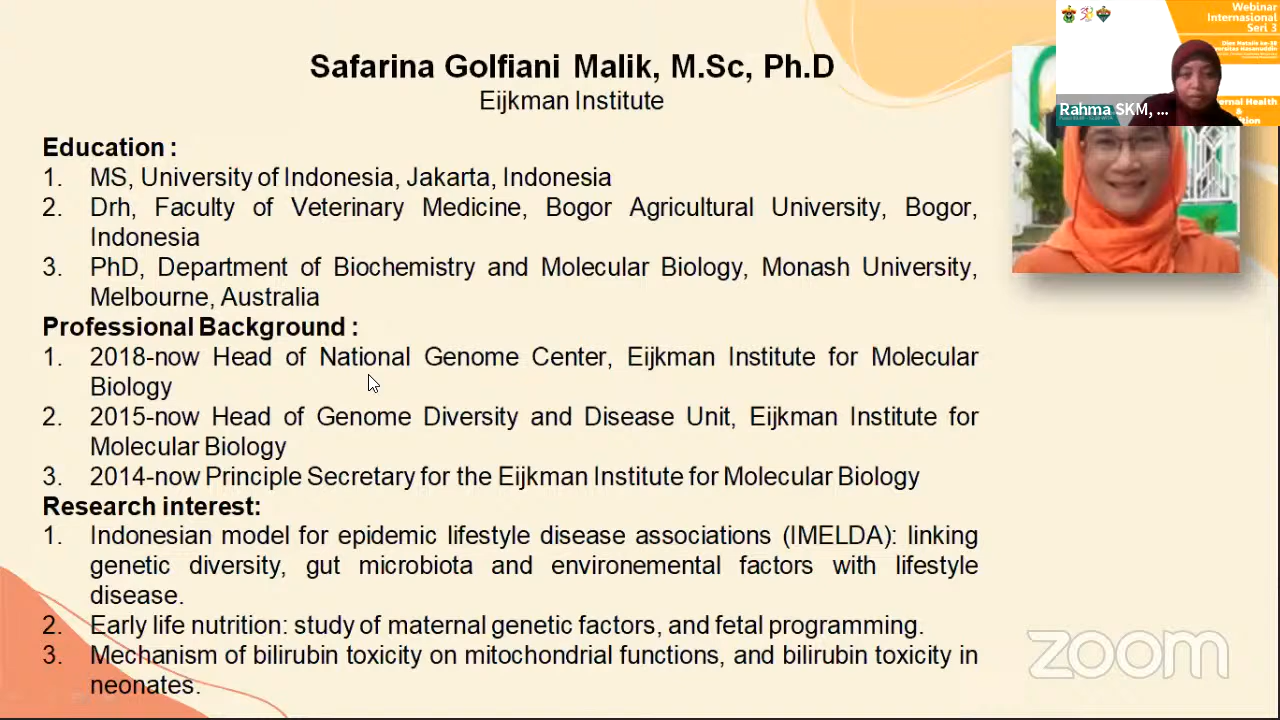 Safarina Golfiani Malik, M.Sc, Ph.D
Eijkman Institute
Education :
1. MS, University of Indonesia, Jakarta, Indonesia
2. Drh, Faculty of Veterinary Medicine, Bogor Agricultural University, Bogor,
Indonesia
3. PhD, Department of Biochemistry and Molecular Biology, Monash University,
Melbourne, Australia
Professional Background :
1. 2018-now Head of National Genome Center, Eijkman Institute for Molecular
Biology
2. 2015-now Head of Genome Diversity and Disease Unit, Eijkman Institute for
Molecular Biology
3. 2014-now Principle Secretary for the Eijkman Institute for Molecular Biology
Research interest:
1. Indonesian model for epidemic lifestyle disease associations (IMELDA): linking
genetic diversity, gut microbiota and environemental factors with lifestyle
disease.
2. Early life nutrition: study of maternal genetic factors, and fetal programming.
3. Mechanism of bilirubin toxicity on mitochondrial functions, and bilirubin toxicity in
neonates.
Webinar
Internasional
Seri 3
Rahma SKM, ...
ernal Health
&
ition
zoom